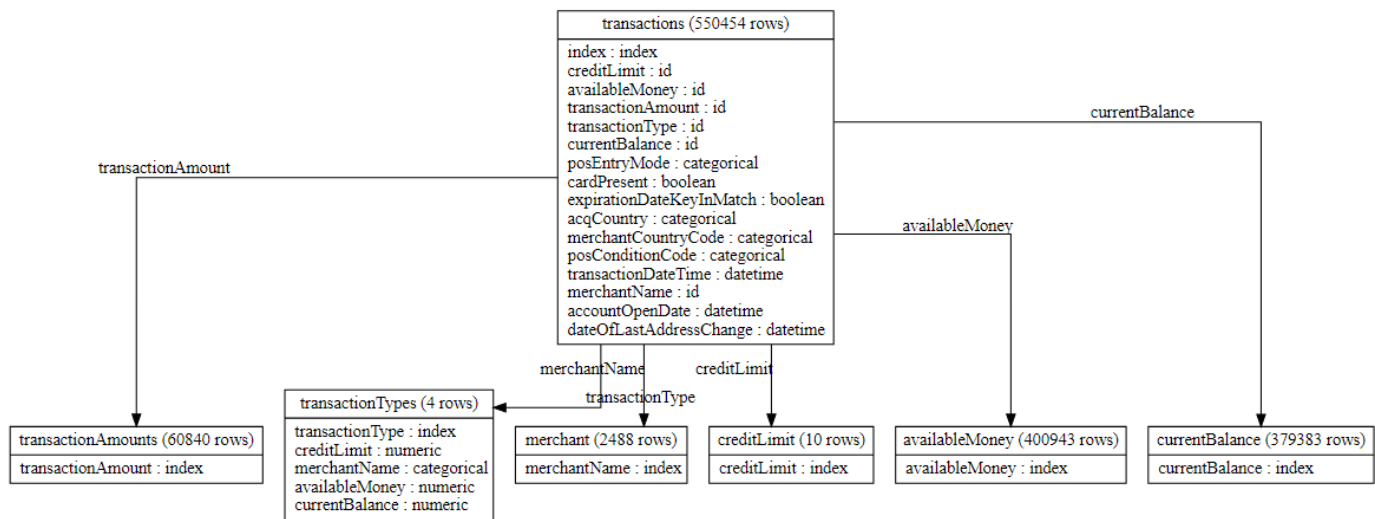 transactions (550454 rows)
index : index
creditLimit : id
availableMoney : id
transactionAmount : id
transactionType : id
currentBalance : id
posEntryMode : categorical
cardPresent : boolean
expirationDateKeyInMatch : boolean
acqCountry : categorical
merchantCountryCode : categorical
posConditionCode : categorical
transactionDateTime : datetime
merchantName : id
accountOpenDate : datetime
dateOfLastAddressChange : datetime
currentBalance
transactionAmount
availableMoney
merchantName
creditLimit
transactionType
transactionAmounts (60840 rows)
transactionAmount : index
transactionTypes (4 rows)
transactionType : index
creditLimit : numeric
merchantName : categorical
availableMoney : numeric
currentBalance : numeric
merchant (2488 rows)
merchantName : index
creditLimit (10 rows)
creditLimit : index
availableMoney (400943 rows)
availableMoney : index
currentBalance (379383 rows)
currentBalance : index